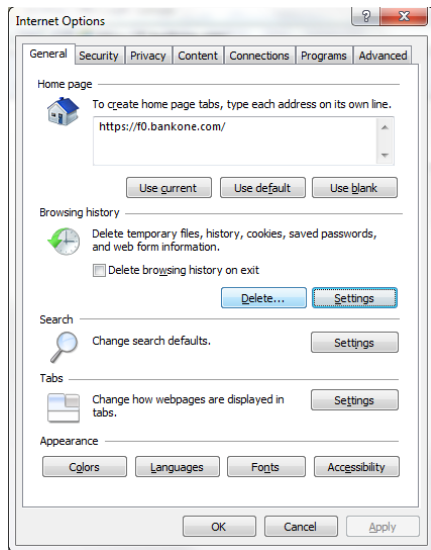 Internet Options
General Security Privacy Content Connections Programs Advanced
Home page
To create home page tabs, type each address on its own line.
https://f0.bankone.com/
Use current Use default Use blank
Browsing history
Delete temporary files, history, cookies, saved passwords,
and web form information.
Delete browsing history on exit
Delete... Settings
Search
Change search defaults. Settings
Tabs
Change how webpages are displayed in Settings
tabs.
Appearance
Colors Languages Fonts Accessibility
OK Cancel Apply